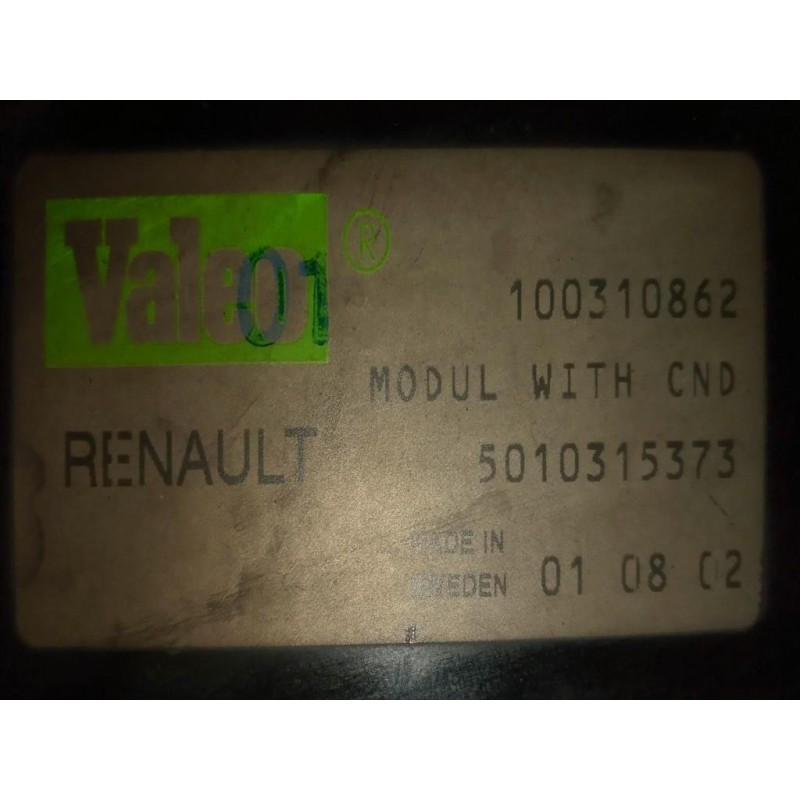 Valeo ®
01
100310862
MODUL WITH CND
RENAULT 5010315373
MADE IN
SWEDEN 01 08 02